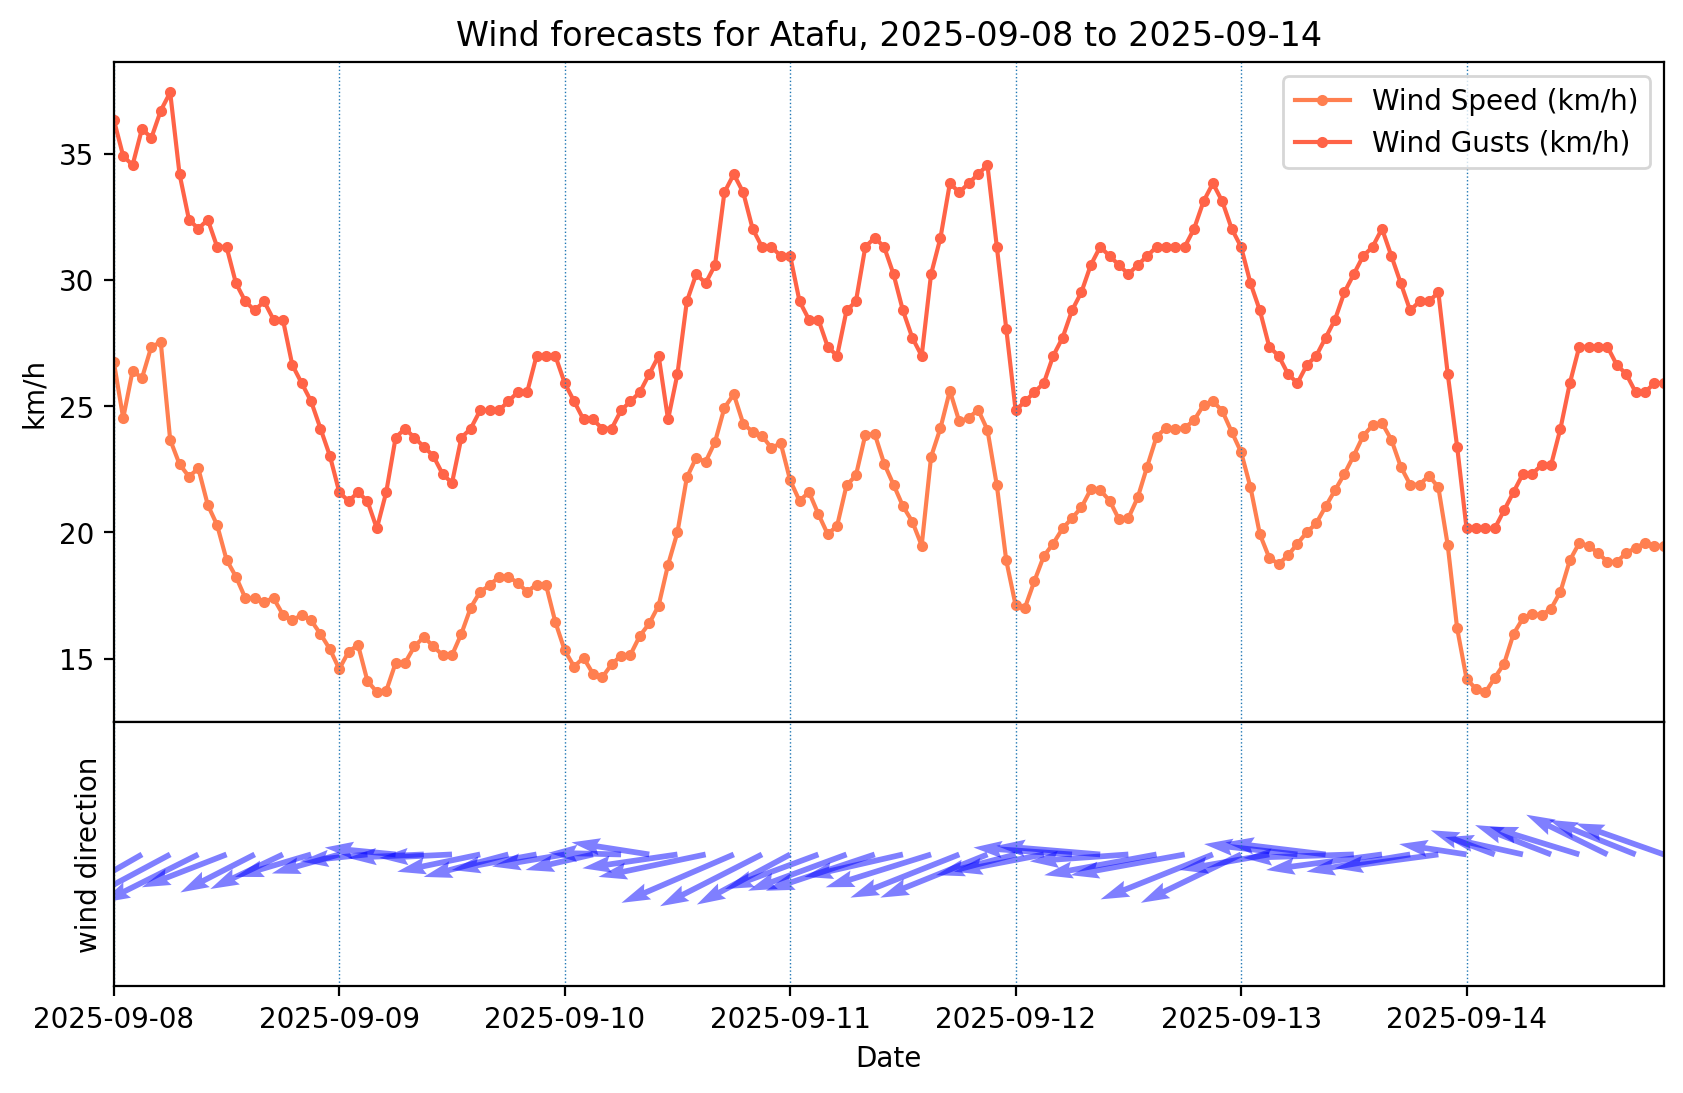 Wind forecasts for Atafu, 2025-09-08 to 2025-09-14
Wind Speed (km/h)
Wind Gusts (km/h)
km/h
35
30
25
20
15
wind direction
2025-09-08
2025-09-09
2025-09-10
2025-09-11
2025-09-12
2025-09-13
2025-09-14
Date